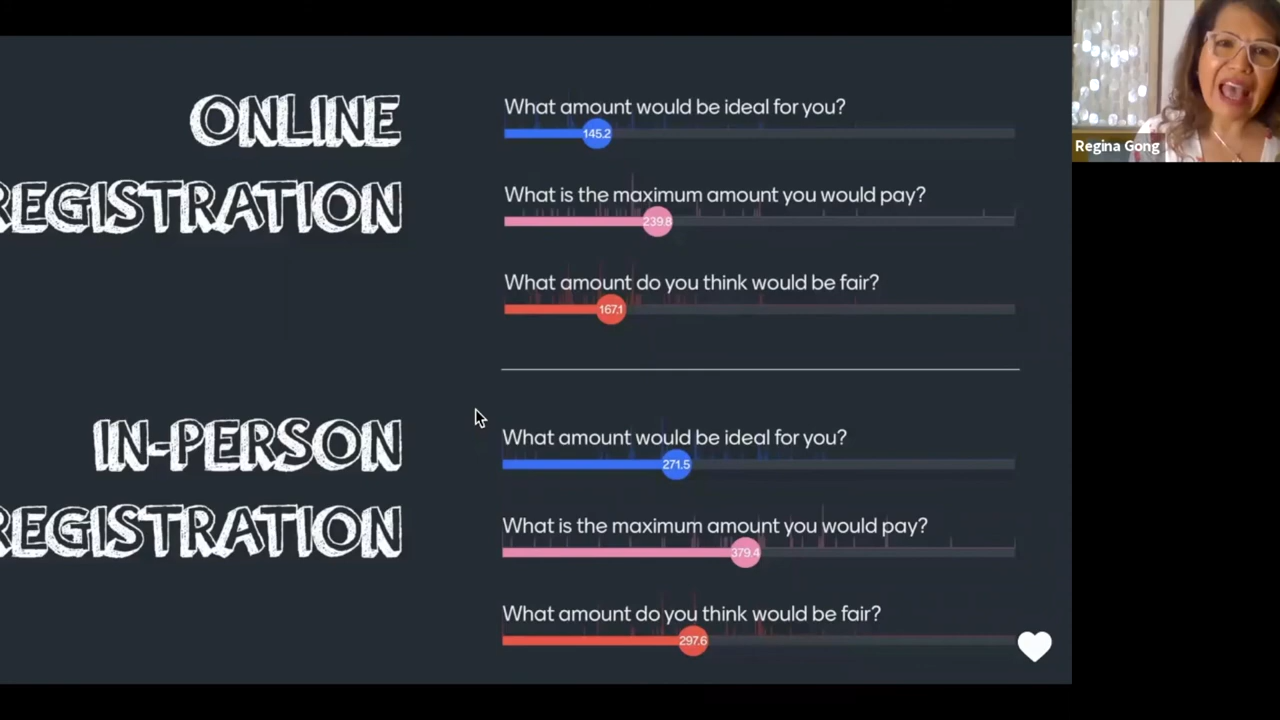 ONLINE
REGISTRATION
What amount would be ideal for you?
145.2
What is the maximum amount you would pay?
239.8
What amount do you think would be fair?
167.1
IN-PERSON
REGISTRATION
What amount would be ideal for you?
271.5
What is the maximum amount you would pay?
379.4
What amount do you think would be fair?
297.6
Regina Gong